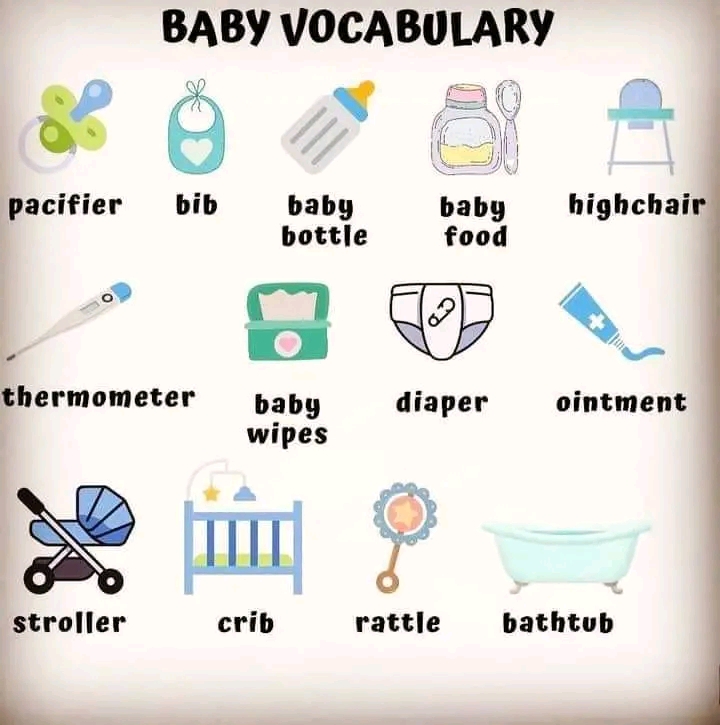 BABY VOCABULARY
pacifier
bib
baby
bottle
baby
food
highchair
thermometer
baby
wipes
diaper
ointment
stroller
crib
rattle
bathtub